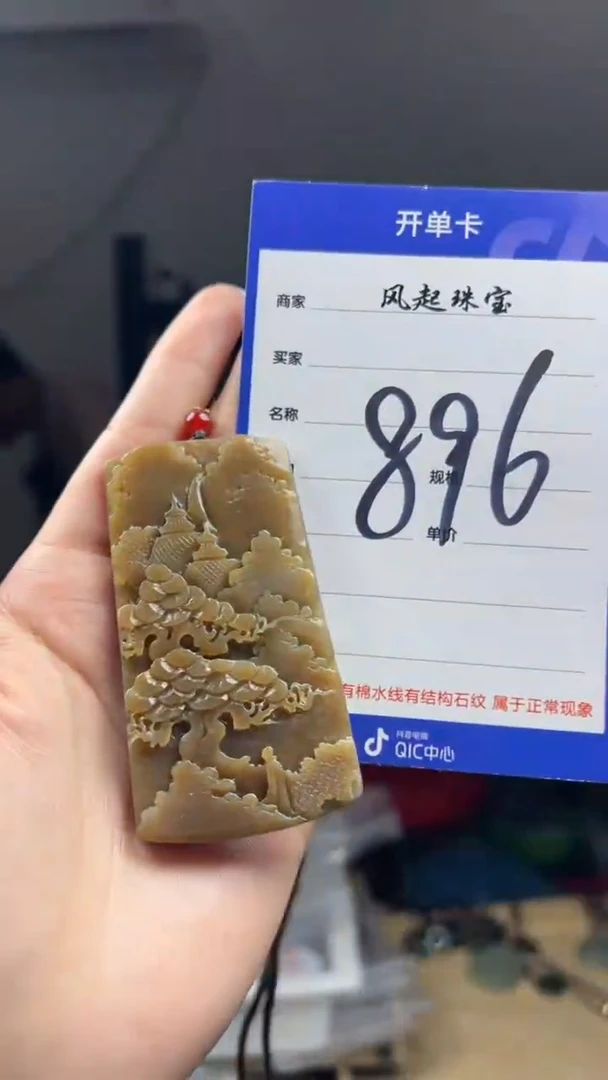 开单卡
商家 风起珠宝
买家
名称
896
规格
单价
有棉水线有结构石纹 属于正常现象
抖音电商
QIC中心